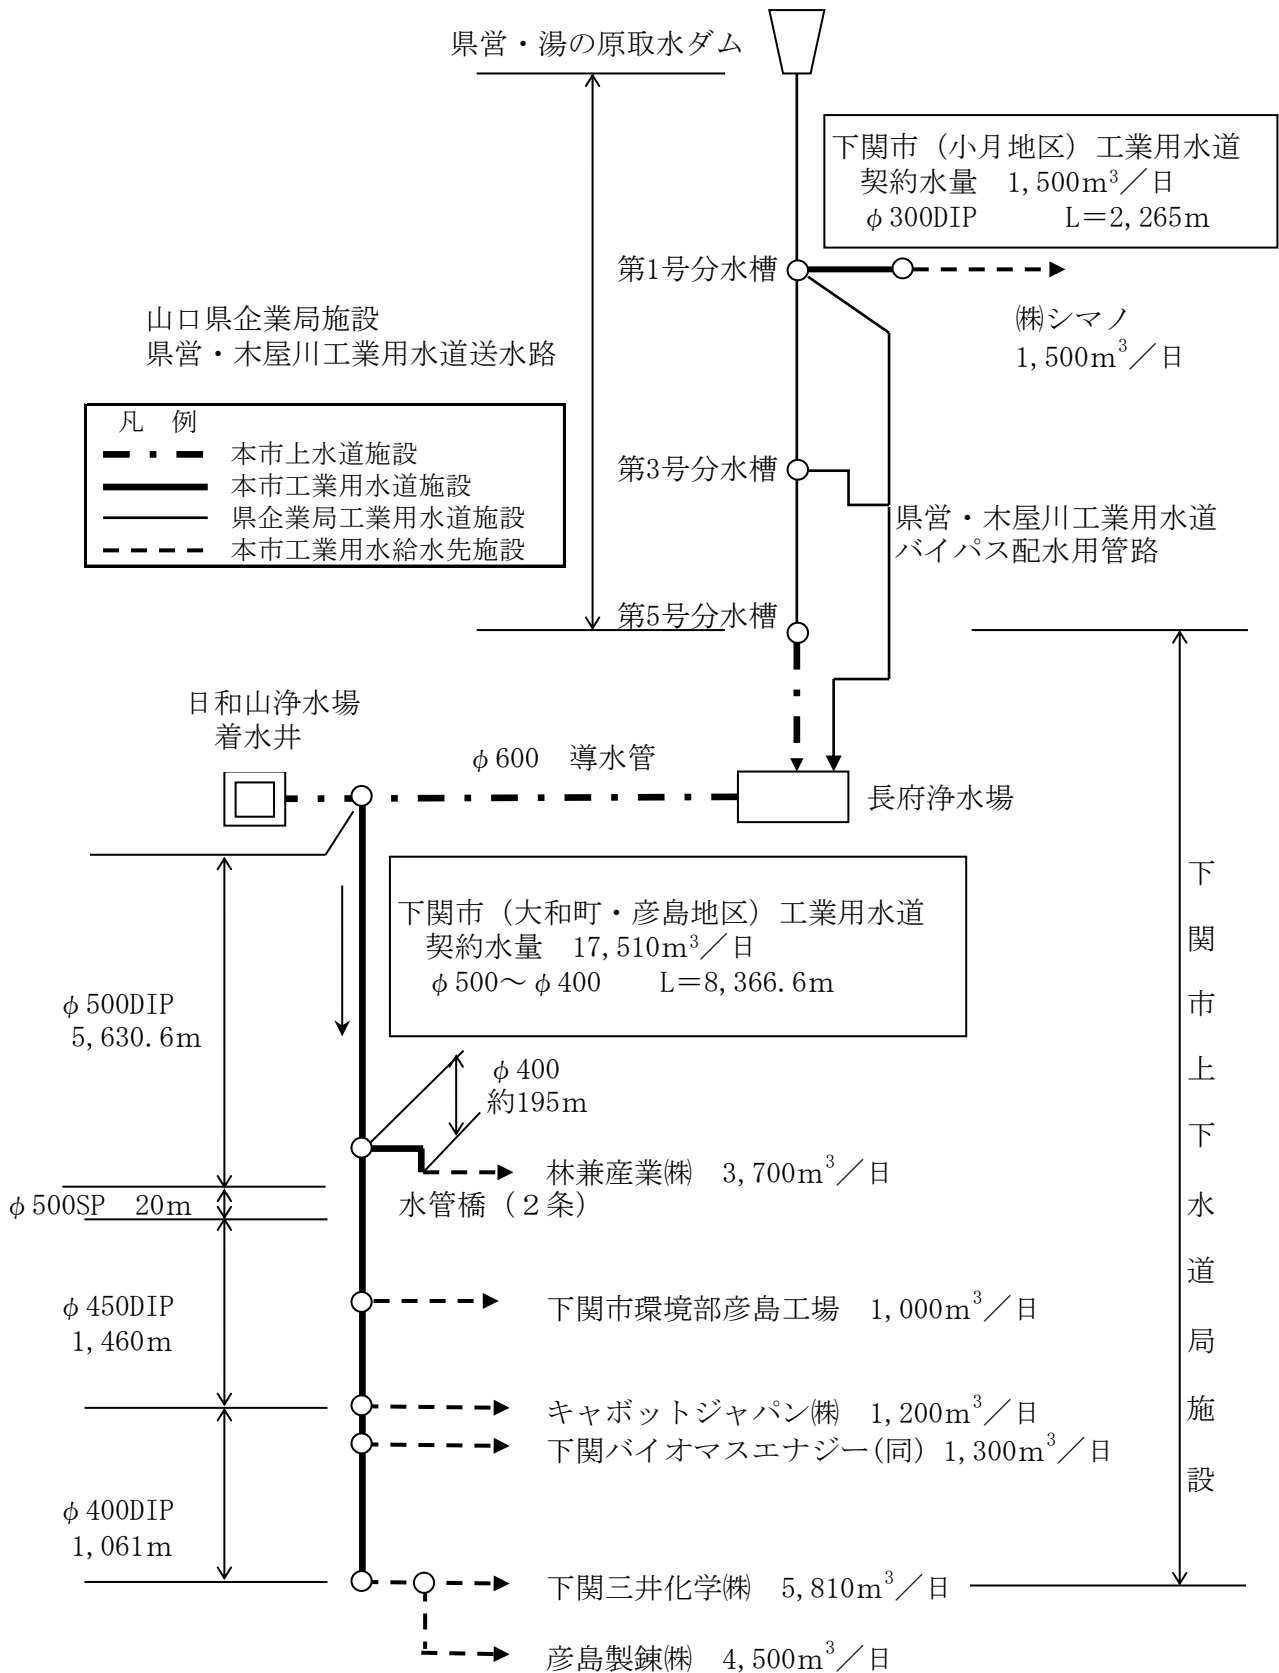 県営・湯の原取水ダム
下関市（小月地区）工業用水道
契約水量　1,500m³／日
φ300DIP　　　L＝2,265m
第1号分水槽
㈱シマノ
1,500m³／日
山口県企業局施設
県営・木屋川工業用水道送水路
凡　例
本市上水道施設
本市工業用水道施設
県企業局工業用水道施設
本市工業用水給水先施設
第3号分水槽
県営・木屋川工業用水道
バイパス配水用管路
第5号分水槽
日和山浄水場
着水井
φ600　導水管
長府浄水場
下関市（大和町・彦島地区）工業用水道
契約水量　17,510m³／日
φ500～φ400　　L＝8,366.6m
φ500DIP
5,630.6m
φ400
約195m
林兼産業㈱　3,700m³／日
水管橋（２条）
φ500SP　20m
φ450DIP
1,460m
下関市環境部彦島工場　1,000m³／日
キャボットジャパン㈱　1,200m³／日
下関バイオマスエナジー(同)　1,300m³／日
φ400DIP
1,061m
下関三井化学㈱　5,810m³／日
彦島製錬㈱　4,500m³／日
下関市上下水道局施設